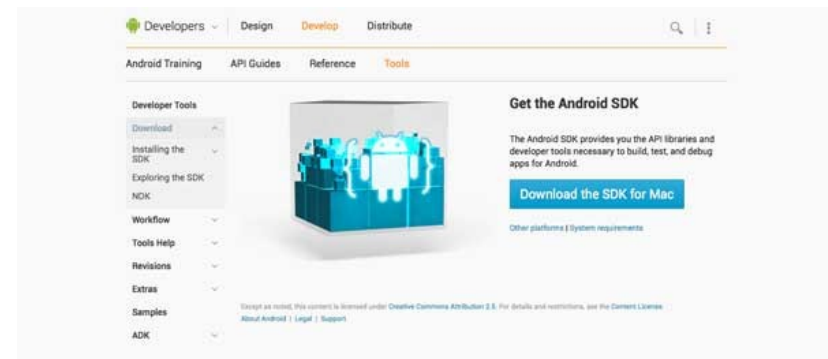 Developers
Design
Develop
Distribute
Android Training
API Guides
Reference
Tools
Developer Tools
Download
Installing the
SDK
Exploring the SDK
NDK
Workflow
Tools Help
Revisions
Extras
Samples
ADK
Get the Android SDK
The Android SDK provides you the API libraries and
developer tools necessary to build, test, and debug
apps for Android.
Download the SDK for Mac
Other platforms | System requirements
Except as noted, this content is licensed under Creative Commons Attribution 2.5. For details and restrictions, see the Content License.
About Android | Legal | Support